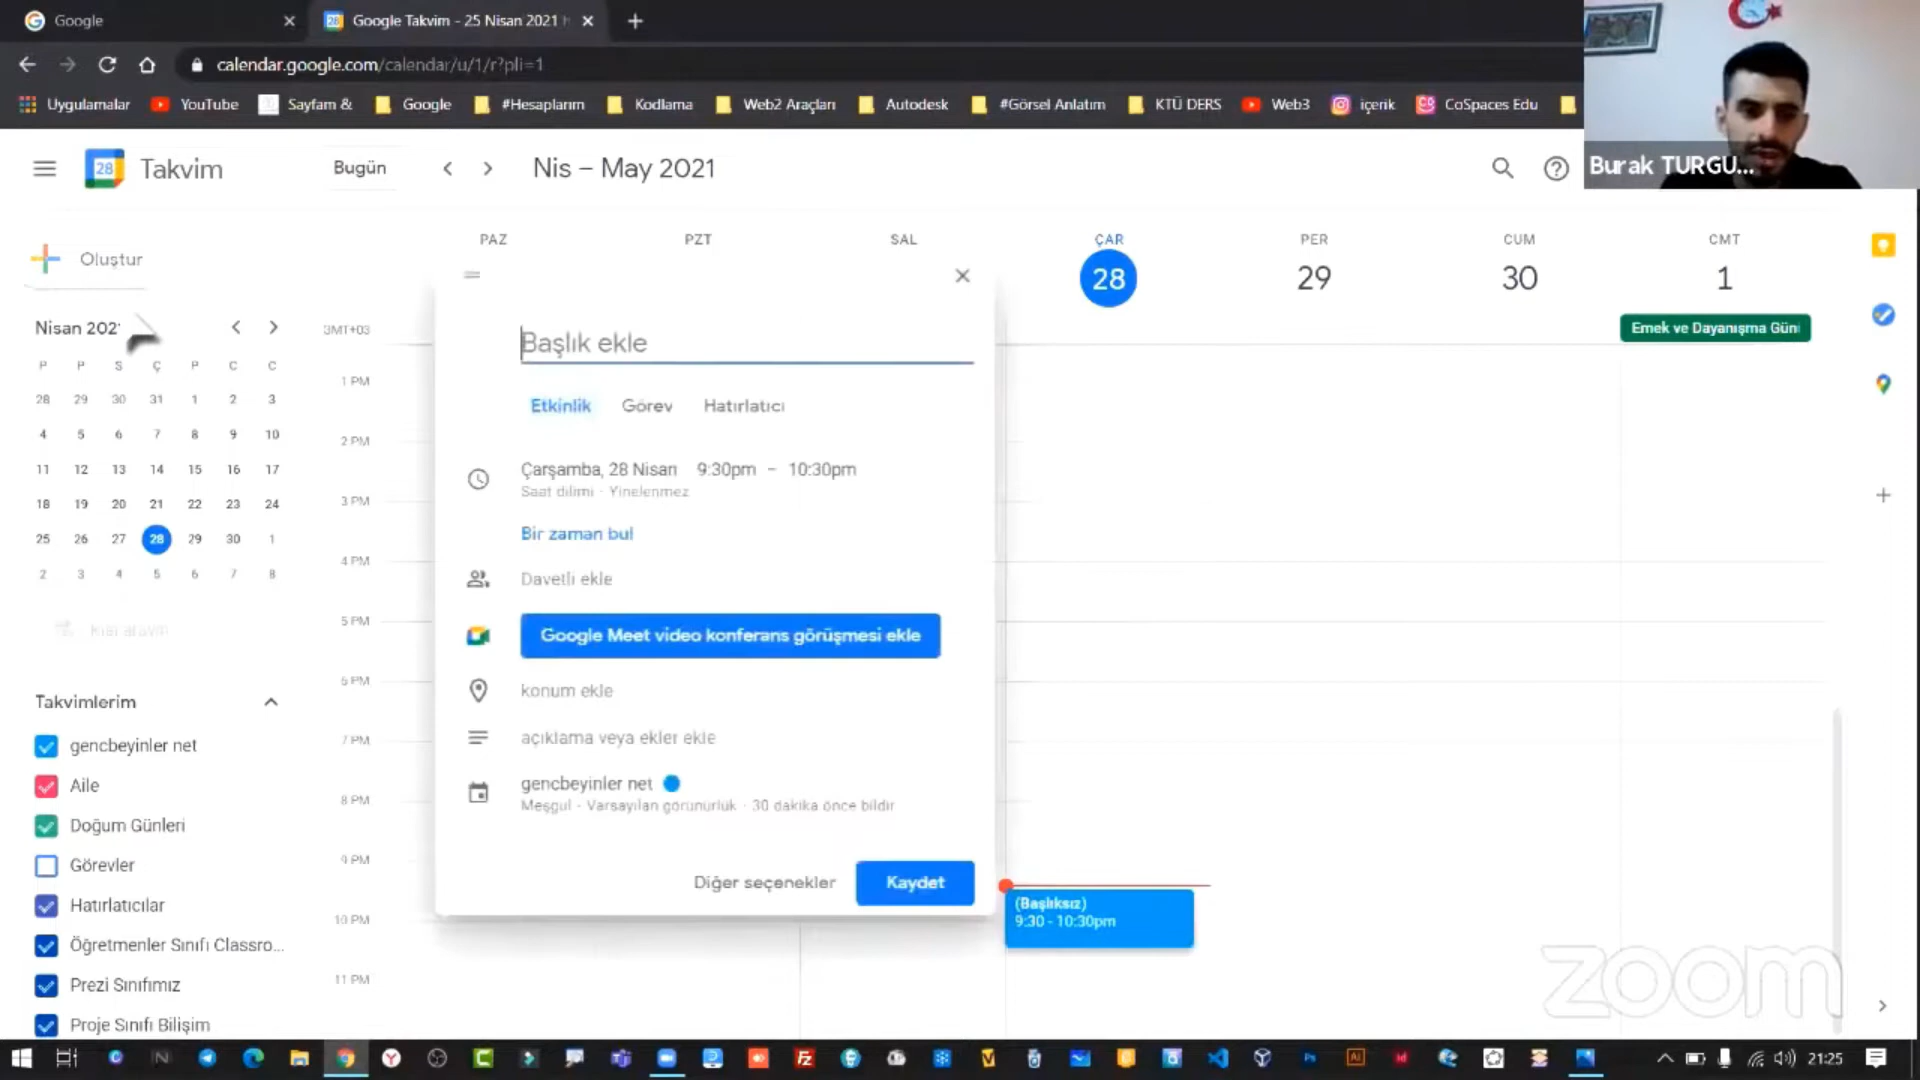 Google
Google Takvim - 25 Nisan 2021
calendar.google.com/calendar/u/1/r?pli=1
Uygulamalar YouTube Sayfam & Google #Hesaplarım Kodlama Web2 Araçları Autodesk #Görsel Anlatım KTÜ DERS Web3 içerik CoSpaces Edu
Burak TURGU...
28 Takvim Bugün Nis – May 2021
Oluştur
PAZ PZT SAL ÇAR PER CUM CMT
28 29 30 1
Emek ve Dayanışma Gün
Nisan 202
P P S Ç P C C
28 29 30 31 1 2 3
4 5 6 7 8 9 10
11 12 13 14 15 16 17
18 19 20 21 22 23 24
25 26 27 28 29 30 1
2 3 4 5 6 7 8
Takvimlerim
gencbeyinler net
Aile
Doğum Günleri
Görevler
Hatırlatıcılar
Öğretmenler Sınıfı Classro...
Prezi Sınıfımız
Proje Sınıfı Bilişim
3MT+03
1 PM
2 PM
3 PM
4 PM
5 PM
6 PM
7 PM
8 PM
9 PM
10 PM
11 PM
Başlık ekle
Etkinlik Görev Hatırlatıcı
Çarşamba, 28 Nisan 9:30pm – 10:30pm
Saat dilimi · Yinelenmez
Bir zaman bul
Davetli ekle
Google Meet video konferans görüşmesi ekle
konum ekle
açıklama veya ekler ekle
gencbeyinler net
Meşgul · Varsayılan görünürlük · 30 dakika önce bildir
Diğer seçenekler Kaydet
(Başlıksız)
9:30 - 10:30pm
zoom
21:25